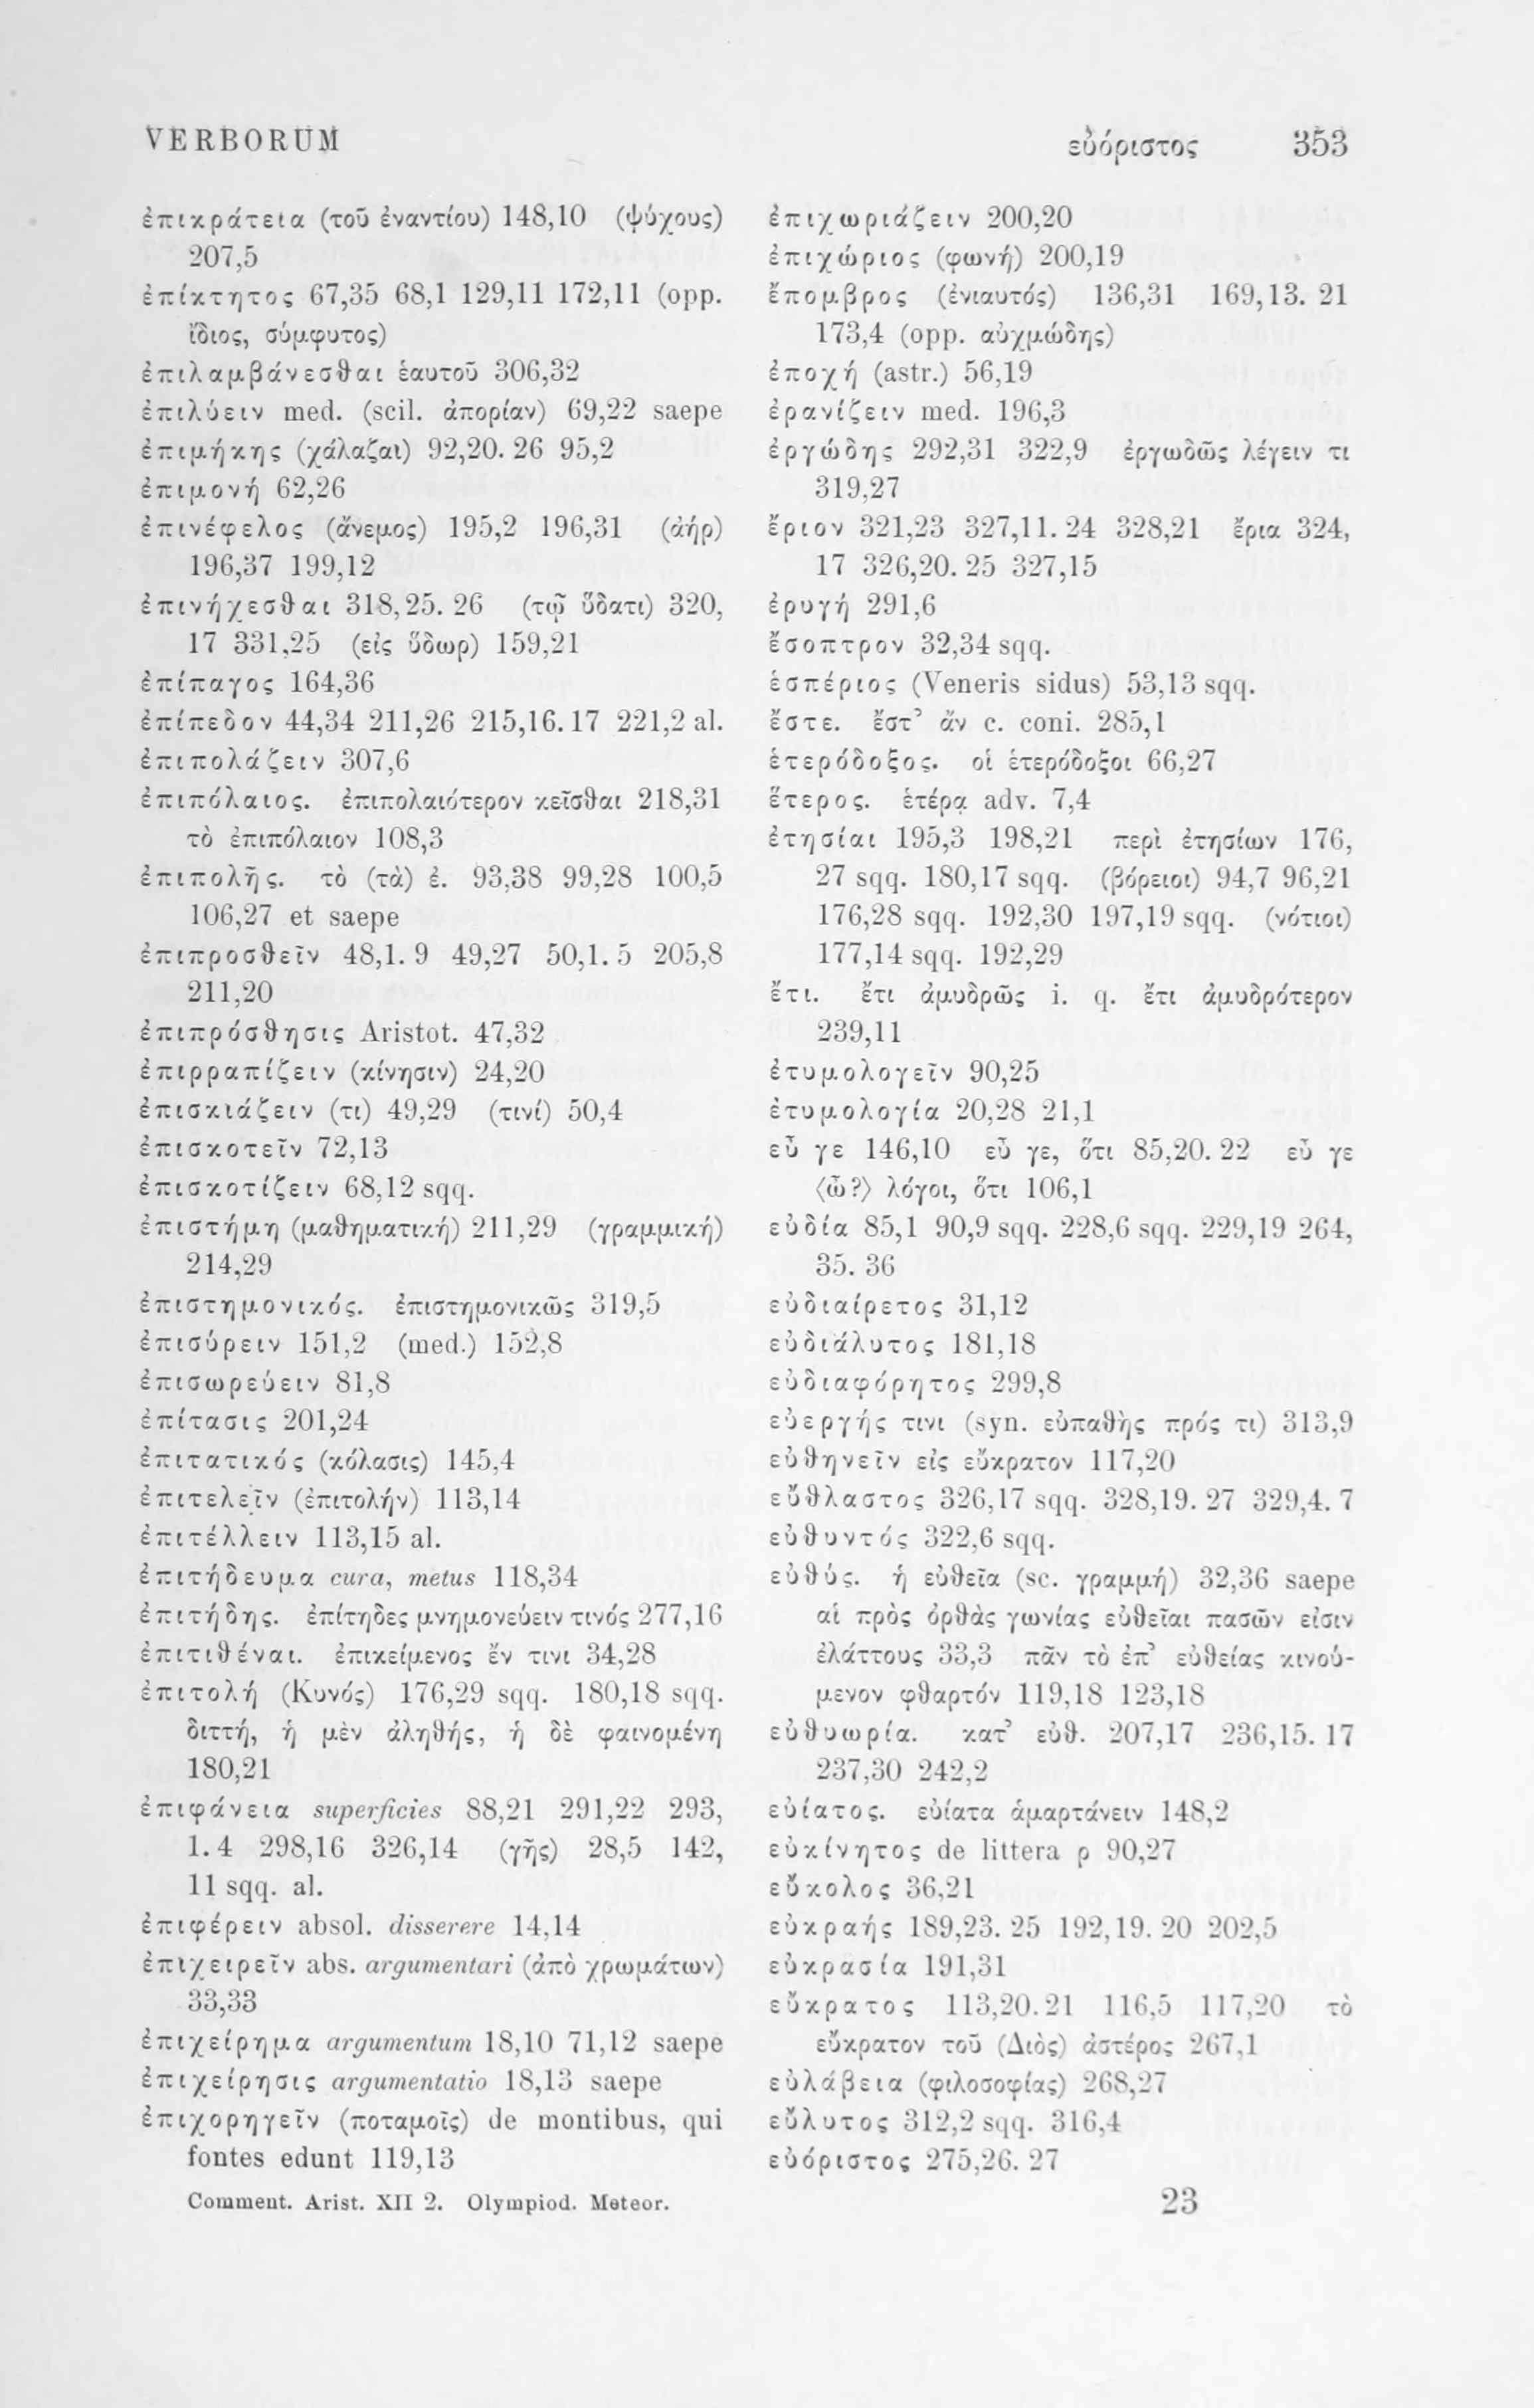 VERBORUM εὐόριστος 353
ἐπικράτεια (τοῦ ἐναντίου) 148,10 (ψύχους)
207,5
ἐπίκτητος 67,35 68,1 129,11 172,11 (opp.
ἴδιος, σύμφυτος)
ἐπιλαμβάνεσθαι ἑαυτοῦ 306,32
ἐπιλύειν med. (scil. ἀπορίαν) 69,22 saepe
ἐπιμήκης (χάλαζαι) 92,20. 26 95,2
ἐπιμονή 62,26
ἐπινέφελος (ἄνεμος) 195,2 196,31 (ἀήρ)
196,37 199,12
ἐπινήχεσθαι 318,25. 26 (τῷ ὕδατι) 320,
17 331,25 (εἰς ὕδωρ) 159,21
ἐπίπαγος 164,36
ἐπίπεδον 44,34 211,26 215,16. 17 221,2 al.
ἐπιπολάζειν 307,6
ἐπιπόλαιος. ἐπιπολαιότερον κεῖσθαι 218,31
τὸ ἐπιπόλαιον 108,3
ἐπιπολῆς. τὸ (τὰ) ἐ. 93,38 99,28 100,5
106,27 et saepe
ἐπιπροσθεῖν 48,1. 9 49,27 50,1. 5 205,8
211,20
ἐπιπρόσθησις Aristot. 47,32
ἐπιρραπίζειν (κίνησιν) 24,20
ἐπισκιάζειν (τι) 49,29 (τινί) 50,4
ἐπισκοτεῖν 72,13
ἐπισκοτίζειν 68,12 sqq.
ἐπιστήμη (μαθηματική) 211,29 (γραμμική)
214,29
ἐπιστημονικός. ἐπιστημονικῶς 319,5
ἐπισύρειν 151,2 (med.) 152,8
ἐπισωρεύειν 81,8
ἐπίτασις 201,24
ἐπιτατικός (κόλασις) 145,4
ἐπιτελεῖν (ἐπιτολήν) 113,14
ἐπιτέλλειν 113,15 al.
ἐπιτήδευμα cura, metus 118,34
ἐπιτήδης. ἐπίτηδες μνημονεύειν τινός 277,16
ἐπιτιθέναι. ἐπικείμενος ἔν τινι 34,28
ἐπιτολή (Κυνός) 176,29 sqq. 180,18 sqq.
διττή, ἡ μὲν ἀληθής, ἡ δὲ φαινομένη
180,21
ἐπιφάνεια superficies 88,21 291,22 293,
1. 4 298,16 326,14 (γῆς) 28,5 142,
11 sqq. al.
ἐπιφέρειν absol. disserere 14,14
ἐπιχειρεῖν abs. argumentari (ἀπὸ χρωμάτων)
33,33
ἐπιχείρημα argumentum 18,10 71,12 saepe
ἐπιχείρησις argumentatio 18,13 saepe
ἐπιχορηγεῖν (ποταμοῖς) de montibus, qui
fontes edunt 119,13
ἐπιχωριάζειν 200,20
ἐπιχώριος (φωνή) 200,19
ἔπομβρος (ἐνιαυτός) 136,31 169,13. 21
173,4 (opp. αὐχμώδης)
ἐποχή (astr.) 56,19
ἐρανίζειν med. 196,3
ἐργώδης 292,31 322,9 ἐργωδῶς λέγειν τι
319,27
ἔριον 321,23 327,11. 24 328,21 ἔρια 324,
17 326,20. 25 327,15
ἐρυγή 291,6
ἔσοπτρον 32,34 sqq.
ἑσπέριος (Veneris sidus) 53,13 sqq.
ἔστε. ἔστ’ ἄν c. coni. 285,1
ἑτερόδοξος. οἱ ἑτερόδοξοι 66,27
ἕτερος. ἑτέρᾳ adv. 7,4
ἐτησίαι 195,3 198,21 περὶ ἐτησίων 176,
27 sqq. 180,17 sqq. (βόρειοι) 94,7 96,21
176,28 sqq. 192,30 197,19 sqq. (νότιοι)
177,14 sqq. 192,29
ἔτι. ἔτι ἀμυδρῶς i. q. ἔτι ἀμυδρότερον
239,11
ἐτυμολογεῖν 90,25
ἐτυμολογία 20,28 21,1
εὖ γε 146,10 εὖ γε, ὅτι 85,20. 22 εὖ γε
⟨ὦ?⟩ λόγοι, ὅτι 106,1
εὐδία 85,1 90,9 sqq. 228,6 sqq. 229,19 264,
35. 36
εὐδιαίρετος 31,12
εὐδιάλυτος 181,18
εὐδιαφόρητος 299,8
εὐεργής τινι (syn. εὐπαθὴς πρός τι) 313,9
εὐθηνεῖν εἰς εὔκρατον 117,20
εὔθλαστος 326,17 sqq. 328,19. 27 329,4. 7
εὐθυντός 322,6 sqq.
εὐθύς. ἡ εὐθεῖα (sc. γραμμή) 32,36 saepe
αἱ πρὸς ὀρθὰς γωνίας εὐθεῖαι πασῶν εἰσιν
ἐλάττους 33,3 πᾶν τὸ ἐπ’ εὐθείας κινού-
μενον φθαρτόν 119,18 123,18
εὐθυωρία. κατ’ εὐθ. 207,17 236,15. 17
237,30 242,2
εὐίατος. εὐίατα ἁμαρτάνειν 148,2
εὐκίνητος de littera ρ 90,27
εὔκολος 36,21
εὐκραής 189,23. 25 192,19. 20 202,5
εὐκρασία 191,31
εὔκρατος 113,20. 21 116,5 117,20 τὸ
εὔκρατον τοῦ (Διὸς) ἀστέρος 267,1
εὐλάβεια (φιλοσοφίας) 268,27
εὔλυτος 312,2 sqq. 316,4
εὐόριστος 275,26. 27
Comment. Arist. XII 2. Olympiod. Meteor. 23